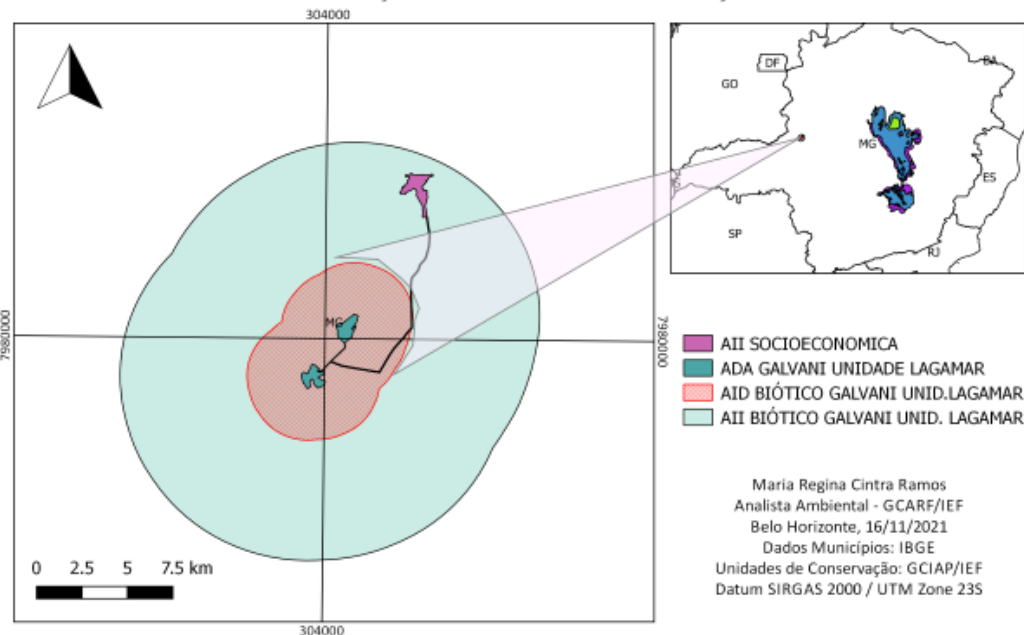 304000
7980000
7980000
304000
MG
0 2.5 5 7.5 km
DF
GO
BA
MG
ES
SP
RJ
AII SOCIOECONOMICA
ADA GALVANI UNIDADE LAGAMAR
AID BIÓTICO GALVANI UNID.LAGAMAR
AII BIÓTICO GALVANI UNID. LAGAMAR
Maria Regina Cintra Ramos
Analista Ambiental - GCARF/IEF
Belo Horizonte, 16/11/2021
Dados Municípios: IBGE
Unidades de Conservação: GCIAP/IEF
Datum SIRGAS 2000 / UTM Zone 23S